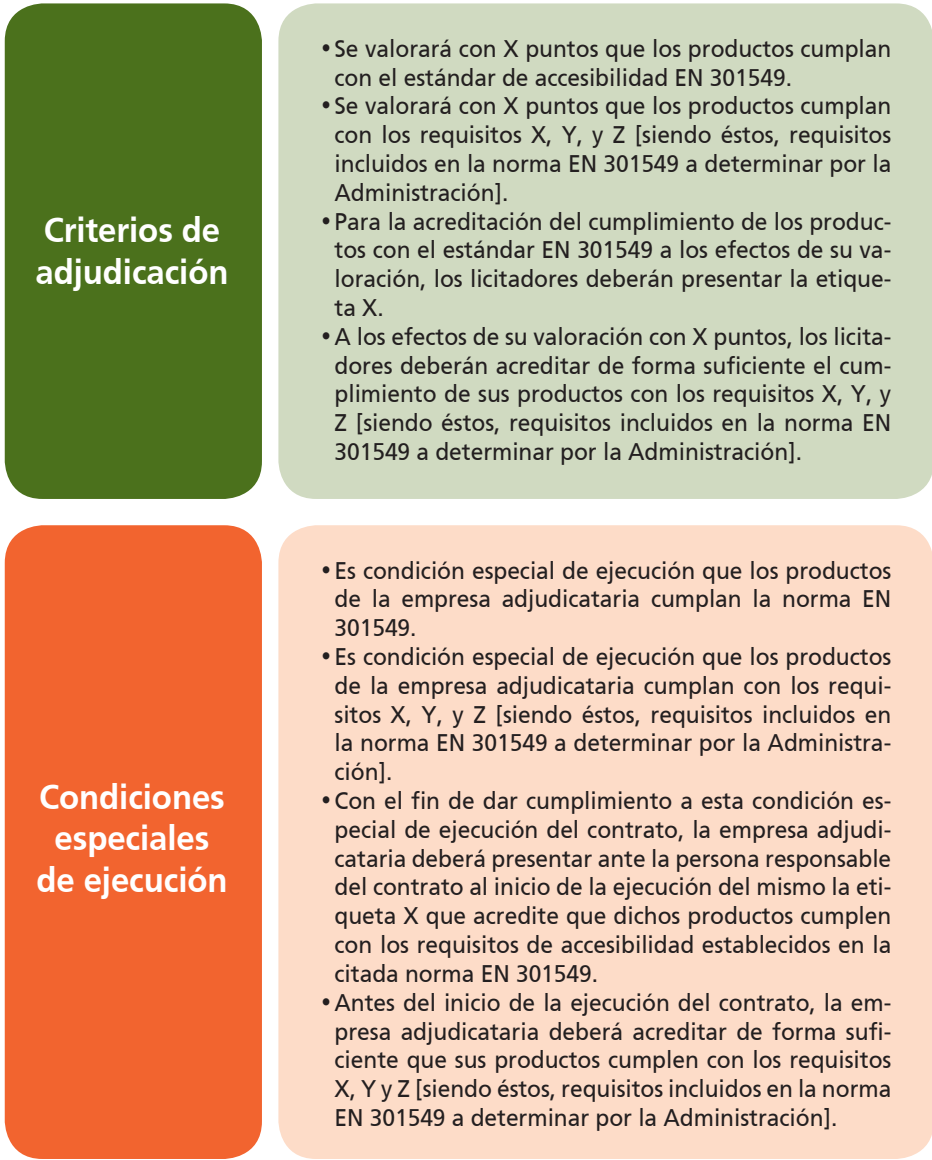 Criterios de
adjudicación
•Se valorará con X puntos que los productos cumplan
con el estándar de accesibilidad EN 301549.
•Se valorará con X puntos que los productos cumplan
con los requisitos X, Y, y Z [siendo éstos, requisitos
incluidos en la norma EN 301549 a determinar por la
Administración].
•Para la acreditación del cumplimiento de los produc-
tos con el estándar EN 301549 a los efectos de su va-
loración, los licitadores deberán presentar la etique-
ta X.
•A los efectos de su valoración con X puntos, los licita-
dores deberán acreditar de forma suficiente el cum-
plimiento de sus productos con los requisitos X, Y, y
Z [siendo éstos, requisitos incluidos en la norma EN
301549 a determinar por la Administración].
Condiciones
especiales
de ejecución
•Es condición especial de ejecución que los productos
de la empresa adjudicataria cumplan la norma EN
301549.
•Es condición especial de ejecución que los productos
de la empresa adjudicataria cumplan con los requi-
sitos X, Y, y Z [siendo éstos, requisitos incluidos en
la norma EN 301549 a determinar por la Administra-
ción].
•Con el fin de dar cumplimiento a esta condición es-
pecial de ejecución del contrato, la empresa adjudi-
cataria deberá presentar ante la persona responsable
del contrato al inicio de la ejecución del mismo la eti-
queta X que acredite que dichos productos cumplen
con los requisitos de accesibilidad establecidos en la
citada norma EN 301549.
•Antes del inicio de la ejecución del contrato, la em-
presa adjudicataria deberá acreditar de forma sufi-
ciente que sus productos cumplen con los requisitos
X, Y y Z [siendo éstos, requisitos incluidos en la norma
EN 301549 a determinar por la Administración].